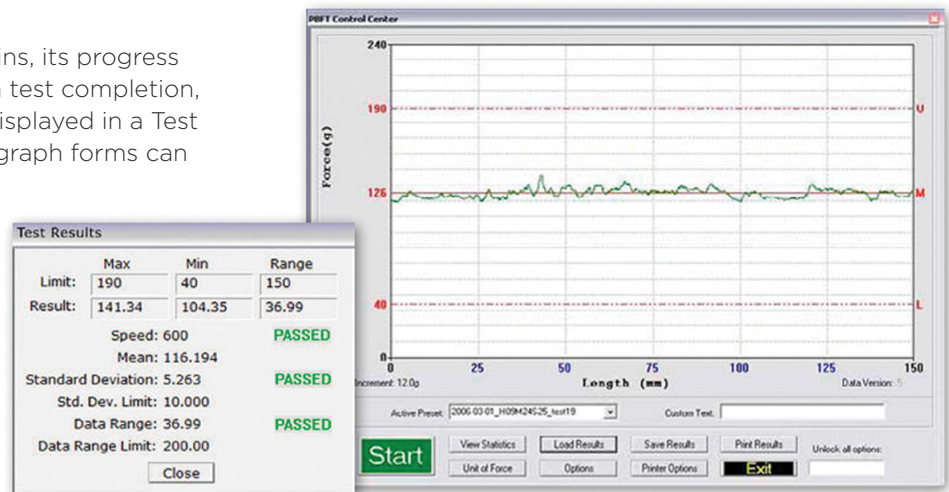 ins, its progress
test completion,
isplayed in a Test
graph forms can
PBFT Control Center
240
190
U
Force(g)
126
M
40
L
0
0 25 50 75 100 125 150
Increment: 12.0g
Length (mm)
Data Version: 5
Active Preset: 2006-03-01_H09M24S25_test19
Custom Text:
Start
View Statistics Load Results Save Results Print Results Unlock all options:
Unit of Force Options Printer Options Exit
Test Results
Max Min Range
Limit: 190 40 150
Result: 141.34 104.35 36.99
Speed: 600 PASSED
Mean: 116.194
Standard Deviation: 5.263 PASSED
Std. Dev. Limit: 10.000
Data Range: 36.99 PASSED
Data Range Limit: 200.00
Close